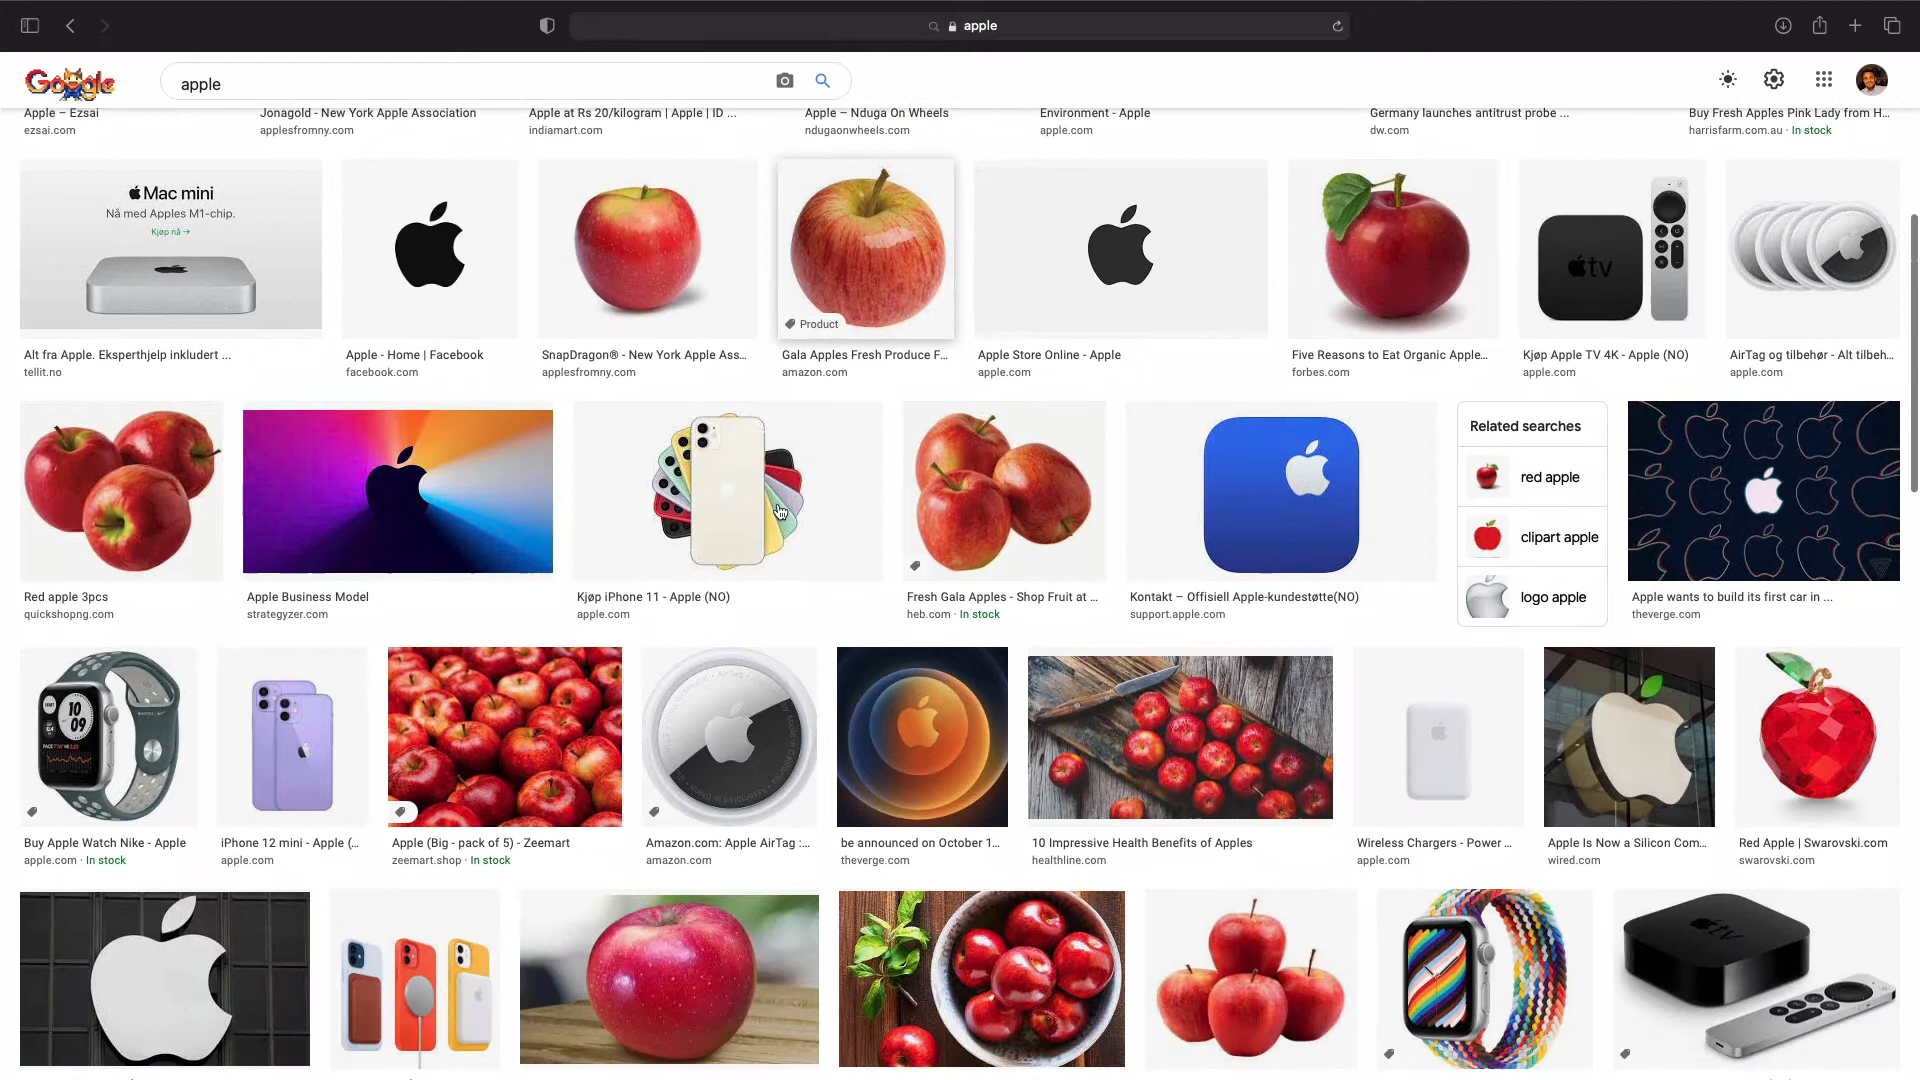 apple
Google
apple
Apple – Ezsai
ezsai.com
Jonagold - New York Apple Association
applesfromny.com
Apple at Rs 20/kilogram | Apple | ID ...
indiamart.com
Apple – Nduga On Wheels
ndugaonwheels.com
Environment - Apple
apple.com
Germany launches antitrust probe ...
dw.com
Buy Fresh Apples Pink Lady from H...
harrisfarm.com.au · In stock
Mac mini
Nå med Apples M1-chip.
Kjøp nå →
Product
tv
Alt fra Apple. Eksperthjelp inkludert ...
tellit.no
Apple - Home | Facebook
facebook.com
SnapDragon® - New York Apple Ass...
applesfromny.com
Gala Apples Fresh Produce F...
amazon.com
Apple Store Online - Apple
apple.com
Five Reasons to Eat Organic Apple...
forbes.com
Kjøp Apple TV 4K - Apple (NO)
apple.com
AirTag og tilbehør - Alt tilbeh...
apple.com
Related searches
red apple
clipart apple
logo apple
Red apple 3pcs
quickshopng.com
Apple Business Model
strategyzer.com
Kjøp iPhone 11 - Apple (NO)
apple.com
Fresh Gala Apples - Shop Fruit at ...
heb.com · In stock
Kontakt – Offisiell Apple-kundestøtte(NO)
support.apple.com
Apple wants to build its first car in ...
theverge.com
10
09
Buy Apple Watch Nike - Apple
apple.com · In stock
iPhone 12 mini - Apple (...
apple.com
Apple (Big - pack of 5) - Zeemart
zeemart.shop · In stock
Amazon.com: Apple AirTag :...
amazon.com
be announced on October 1...
theverge.com
10 Impressive Health Benefits of Apples
healthline.com
Wireless Chargers - Power ...
apple.com
Apple Is Now a Silicon Com...
wired.com
Red Apple | Swarovski.com
swarovski.com
tv